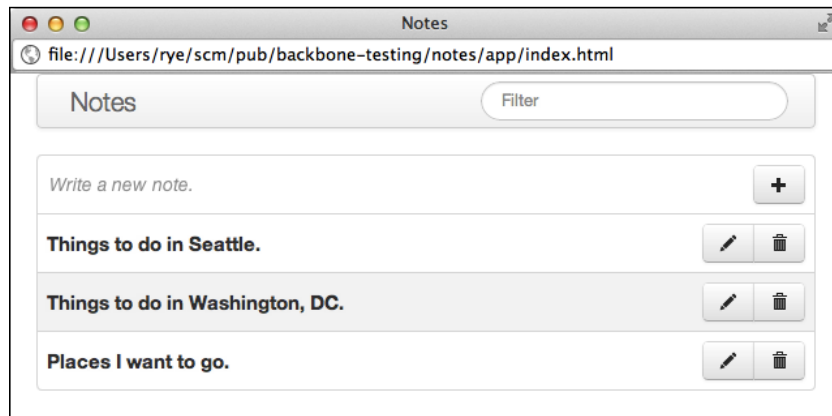 Notes
file:///Users/rye/scm/pub/backbone-testing/notes/app/index.html
Notes
Filter
Write a new note.
Things to do in Seattle.
Things to do in Washington, DC.
Places I want to go.